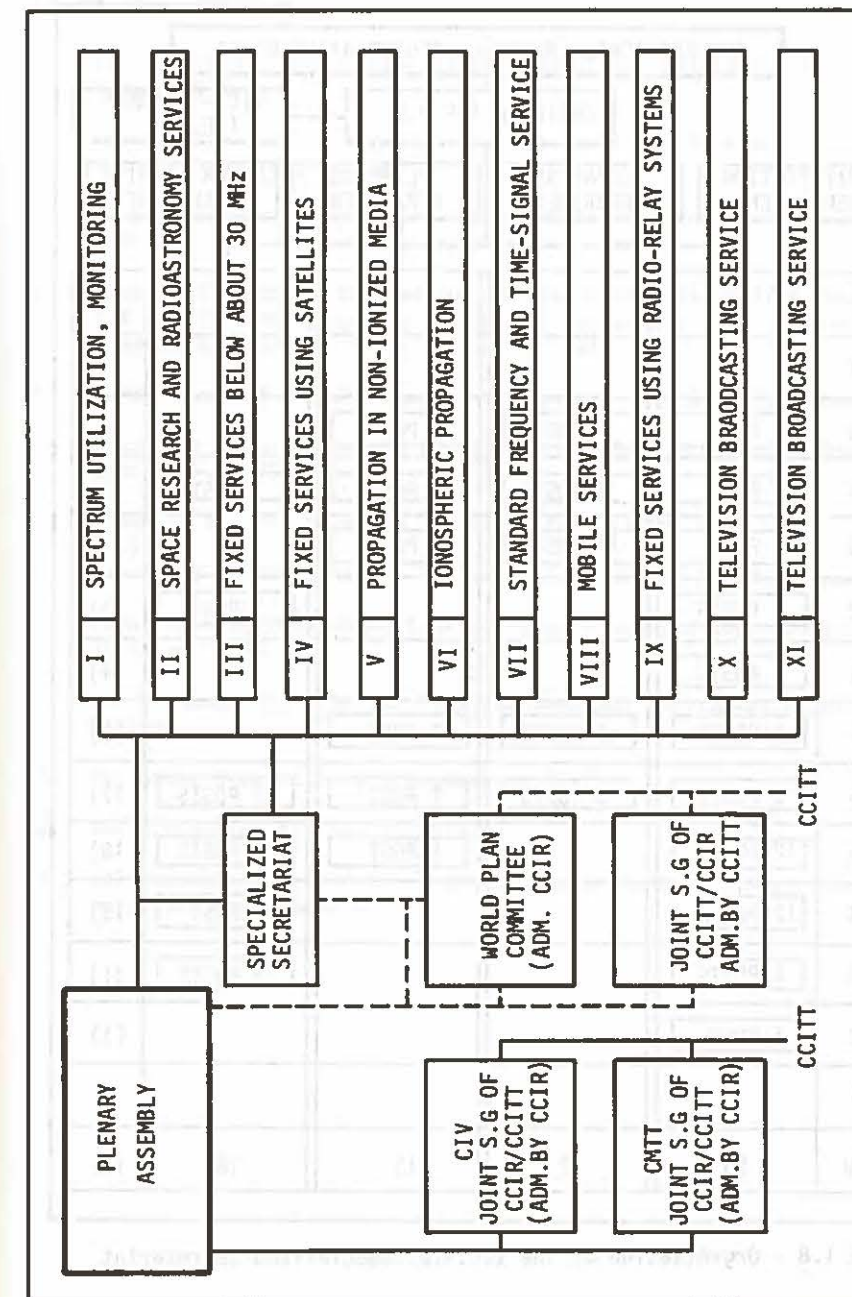 PLENARY
ASSEMBLY
SPECIALIZED
SECRETARIAT
CIV
JOINT S.G OF
CCIR/CCITT
(ADM.BY CCIR)
WORLD PLAN
COMMITTEE
(ADM. CCIR)
CMTT
JOINT S.G OF
CCIR/CCITT
(ADM.BY CCIR)
JOINT S.G OF
CCITT/CCIR
ADM.BY CCITT
CCITT
CCITT
I SPECTRUM UTILIZATION, MONITORING
II SPACE RESEARCH AND RADIOASTRONOMY SERVICES
III FIXED SERVICES BELOW ABOUT 30 MHz
IV FIXED SERVICES USING SATELLITES
V PROPAGATION IN NON-IONIZED MEDIA
VI IONOSPHERIC PROPAGATION
VII STANDARD FREQUENCY AND TIME-SIGNAL SERVICE
VIII MOBILE SERVICES
IX FIXED SERVICES USING RADIO-RELAY SYSTEMS
X TELEVISION BRAODCASTING SERVICE
XI TELEVISION BROADCASTING SERVICE